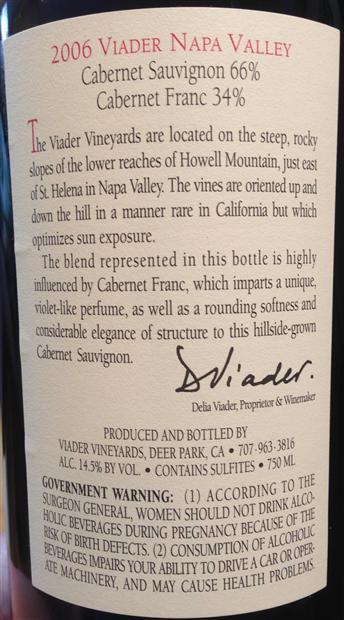 2006 VIADER NAPA VALLEY
Cabernet Sauvignon 66%
Cabernet Franc 34%
The Viader Vineyards are located on the steep, rocky
slopes of the lower reaches of Howell Mountain, just east
of St. Helena in Napa Valley. The vines are oriented up and
down the hill in a manner rare in California but which
optimizes sun exposure.
The blend represented in this bottle is highly
influenced by Cabernet Franc, which imparts a unique,
violet-like perfume, as well as a rounding softness and
considerable elegance of structure to this hillside-grown
Cabernet Sauvignon.
DViader.
Delia Viader, Proprietor & Winemaker
PRODUCED AND BOTTLED BY
VIADER VINEYARDS, DEER PARK, CA • 707-963-3816
ALC. 14.5% BY VOL. • CONTAINS SULFITES • 750 ML
GOVERNMENT WARNING: (1) ACCORDING TO THE
SURGEON GENERAL, WOMEN SHOULD NOT DRINK ALCO-
HOLIC BEVERAGES DURING PREGNANCY BECAUSE OF THE
RISK OF BIRTH DEFECTS. (2) CONSUMPTION OF ALCOHOLIC
BEVERAGES IMPAIRS YOUR ABILITY TO DRIVE A CAR OR OPER-
ATE MACHINERY, AND MAY CAUSE HEALTH PROBLEMS.